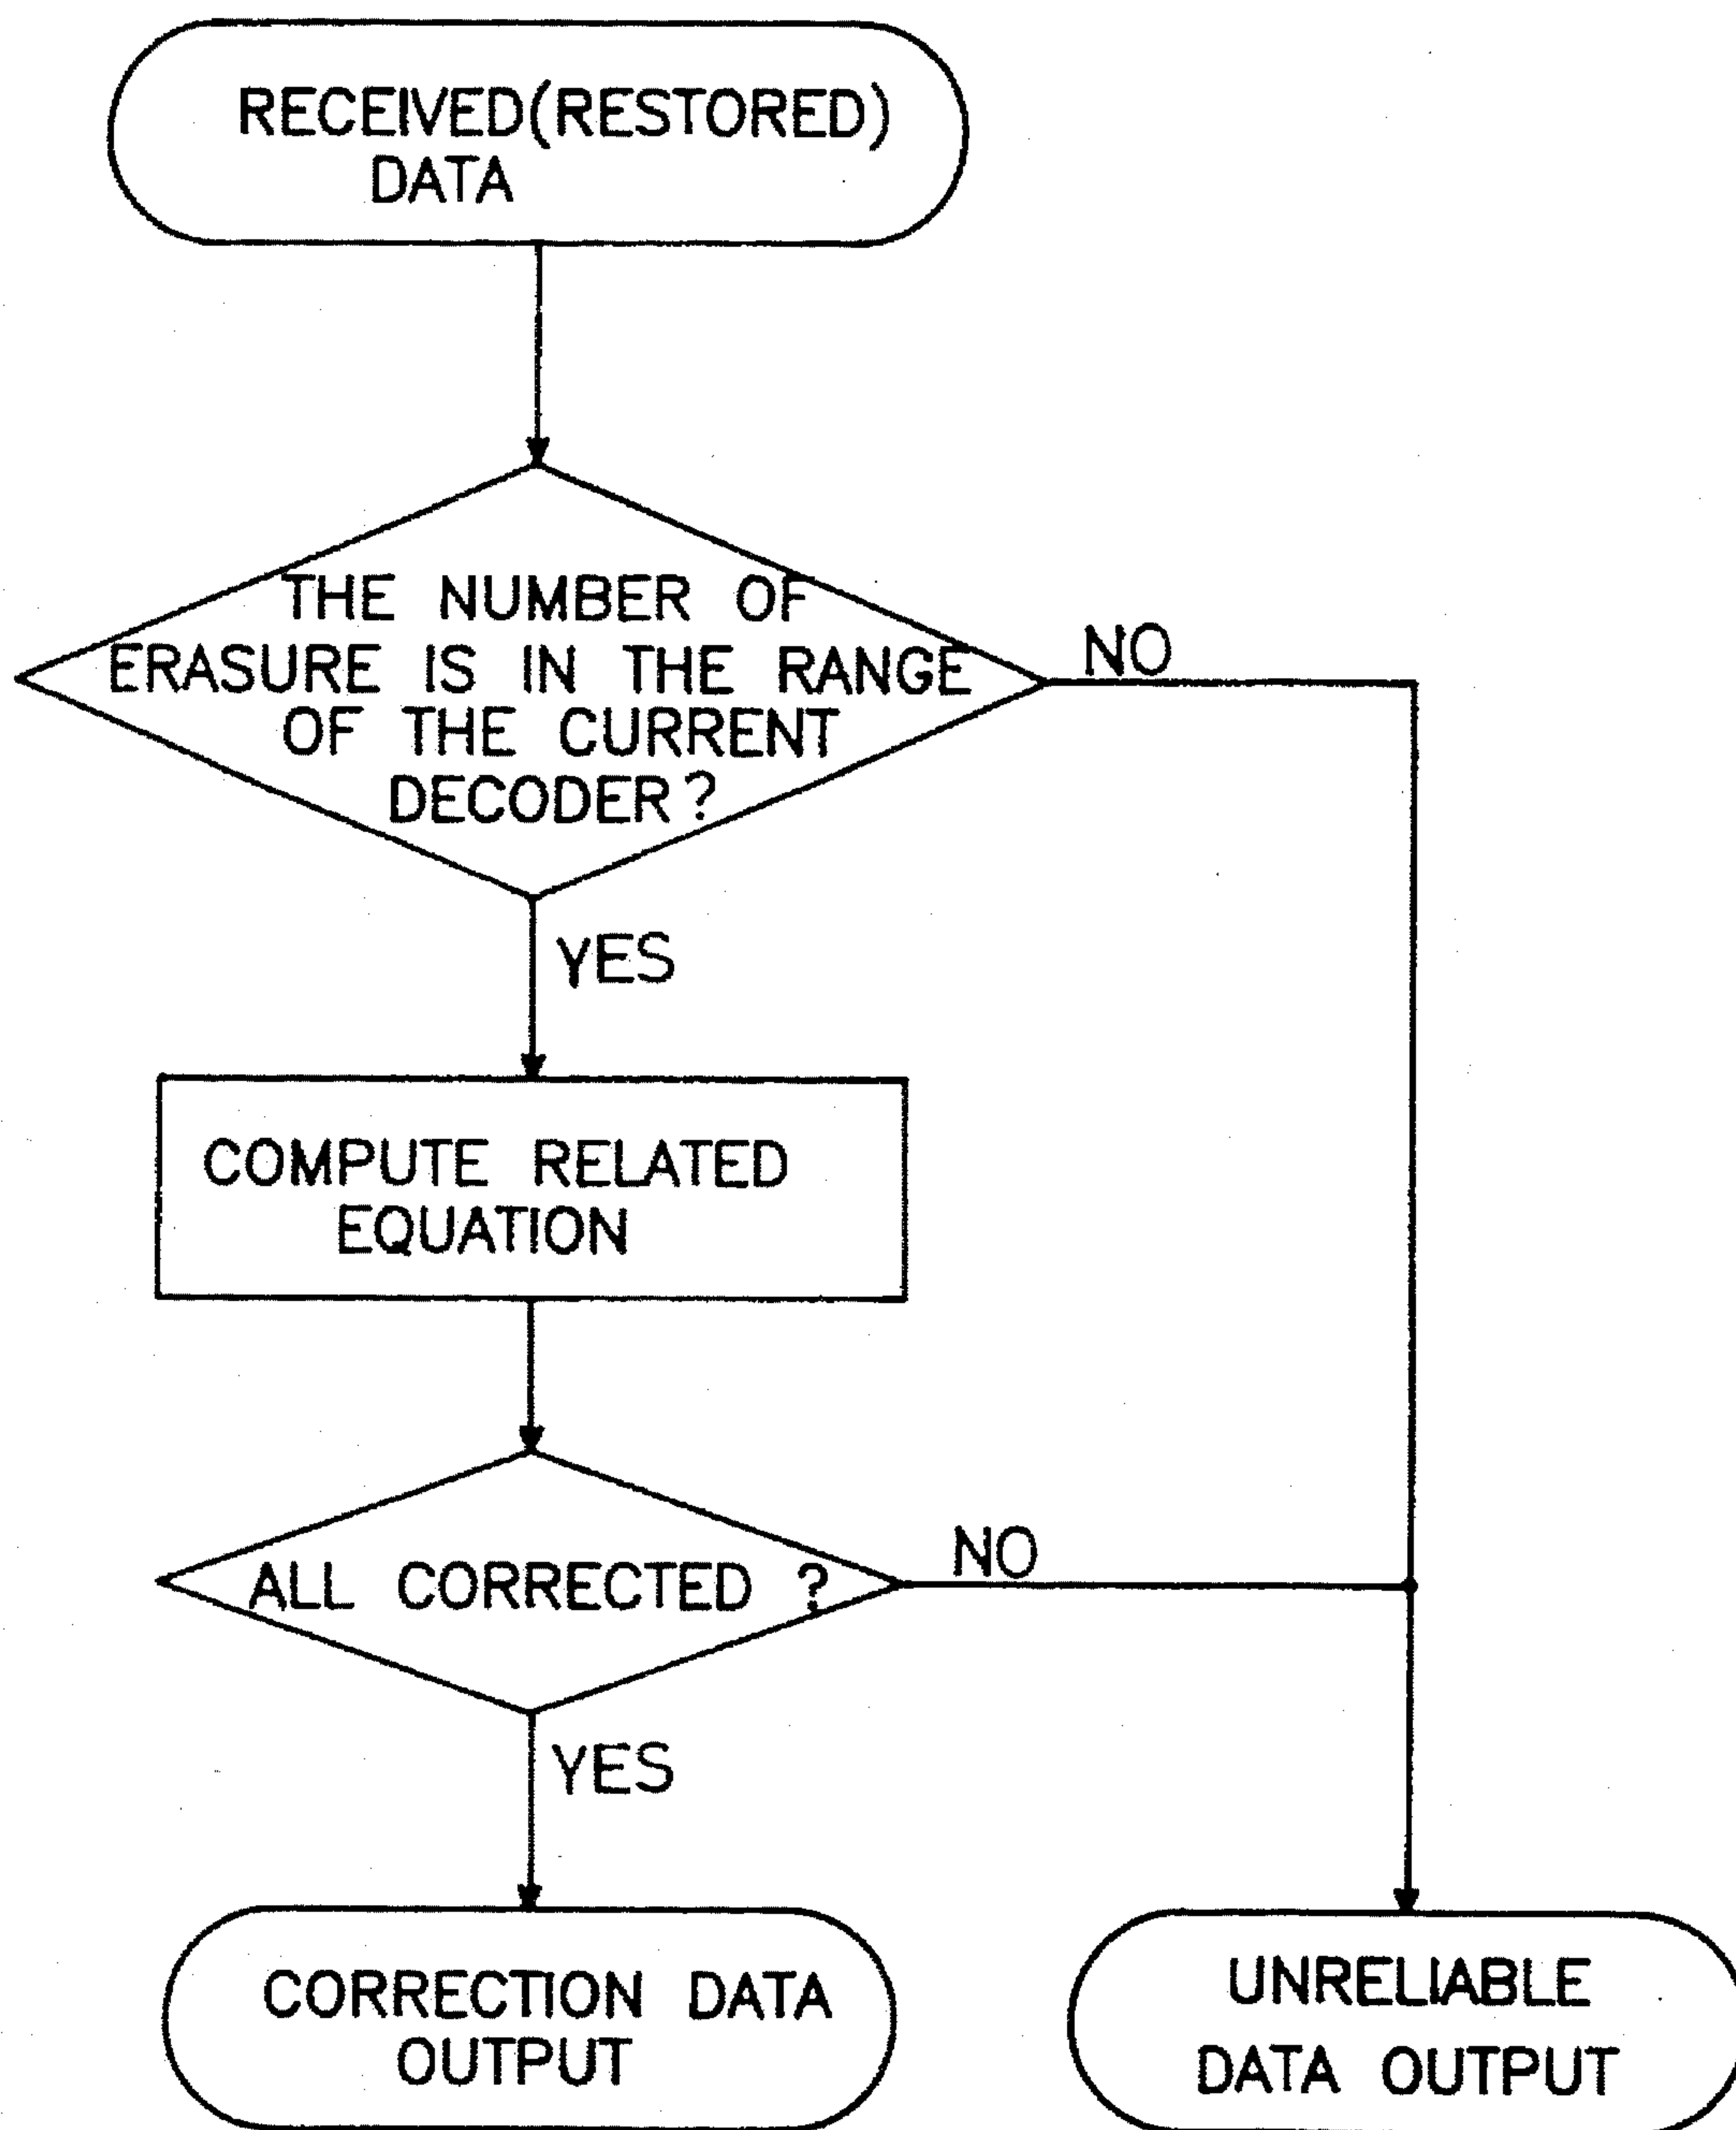 RECEIVED(RESTORED)
DATA
THE NUMBER OF
ERASURE IS IN THE RANGE
OF THE CURRENT
DECODER?
NO
YES
COMPUTE RELATED
EQUATION
ALL CORRECTED ?
NO
YES
CORRECTION DATA
OUTPUT
UNRELIABLE
DATA OUTPUT